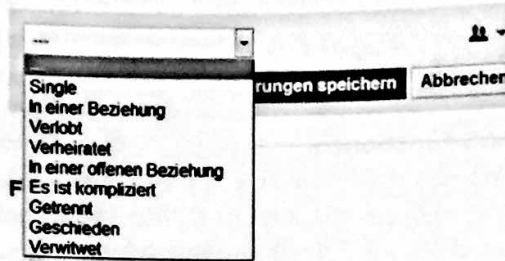 ---
---
Single
In einer Beziehung
rungen speichern Abbrechen
Verlobt
Verheiratet
In einer offenen Beziehung
F Es ist kompliziert
Getrennt
Geschieden
Verwitwet